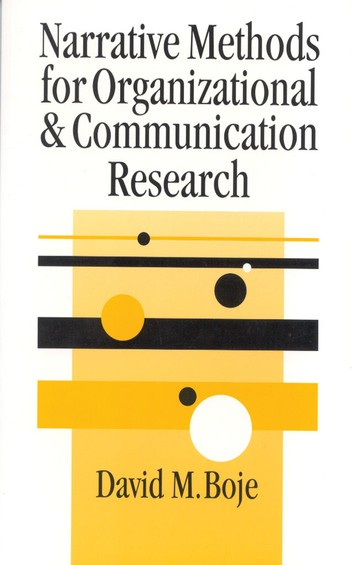 Narrative Methods
for Organizational
& Communication
Research
David M. Boje